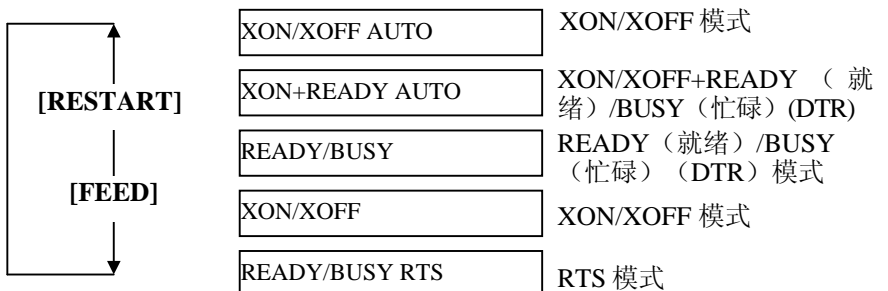 XON/XOFF AUTO
XON/XOFF 模式
[RESTART]
XON+READY AUTO
XON/XOFF+READY （ 就
绪）/BUSY（忙碌）(DTR)
READY/BUSY
READY（就绪）/BUSY
（忙碌）（DTR）模式
[FEED]
XON/XOFF
XON/XOFF 模式
READY/BUSY RTS
RTS 模式